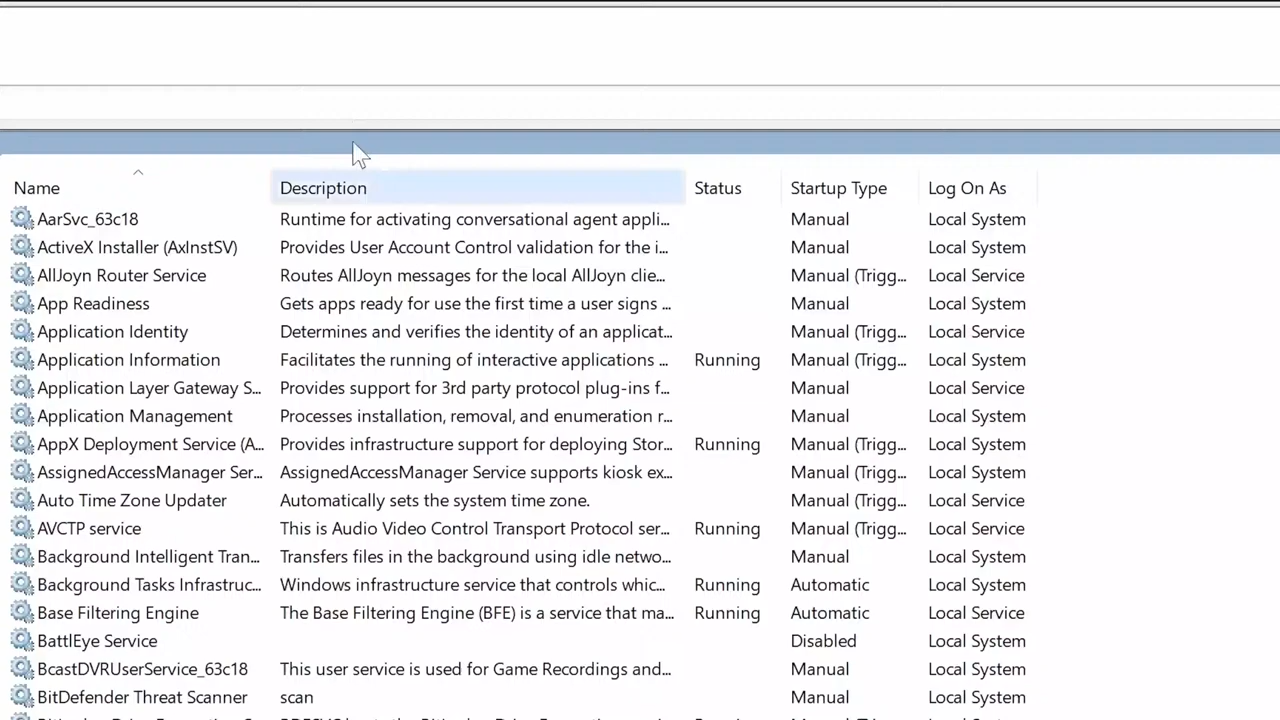 Name Description Status Startup Type Log On As
AarSvc_63c18 Runtime for activating conversational agent appli... Manual Local System
ActiveX Installer (AxInstSV) Provides User Account Control validation for the i... Manual Local System
AllJoyn Router Service Routes AllJoyn messages for the local AllJoyn clie... Manual (Trigg... Local Service
App Readiness Gets apps ready for use the first time a user signs ... Manual Local System
Application Identity Determines and verifies the identity of an applicat... Manual (Trigg... Local Service
Application Information Facilitates the running of interactive applications ... Running Manual (Trigg... Local System
Application Layer Gateway S... Provides support for 3rd party protocol plug-ins f... Manual Local Service
Application Management Processes installation, removal, and enumeration r... Manual Local System
AppX Deployment Service (A... Provides infrastructure support for deploying Stor... Running Manual (Trigg... Local System
AssignedAccessManager Ser... AssignedAccessManager Service supports kiosk ex... Manual (Trigg... Local System
Auto Time Zone Updater Automatically sets the system time zone. Manual (Trigg... Local Service
AVCTP service This is Audio Video Control Transport Protocol ser... Running Manual (Trigg... Local Service
Background Intelligent Tran... Transfers files in the background using idle netwo... Manual Local System
Background Tasks Infrastruc... Windows infrastructure service that controls whic... Running Automatic Local System
Base Filtering Engine The Base Filtering Engine (BFE) is a service that ma... Running Automatic Local Service
BattlEye Service Disabled Local System
BcastDVRUserService_63c18 This user service is used for Game Recordings and... Manual Local System
BitDefender Threat Scanner scan Manual Local System